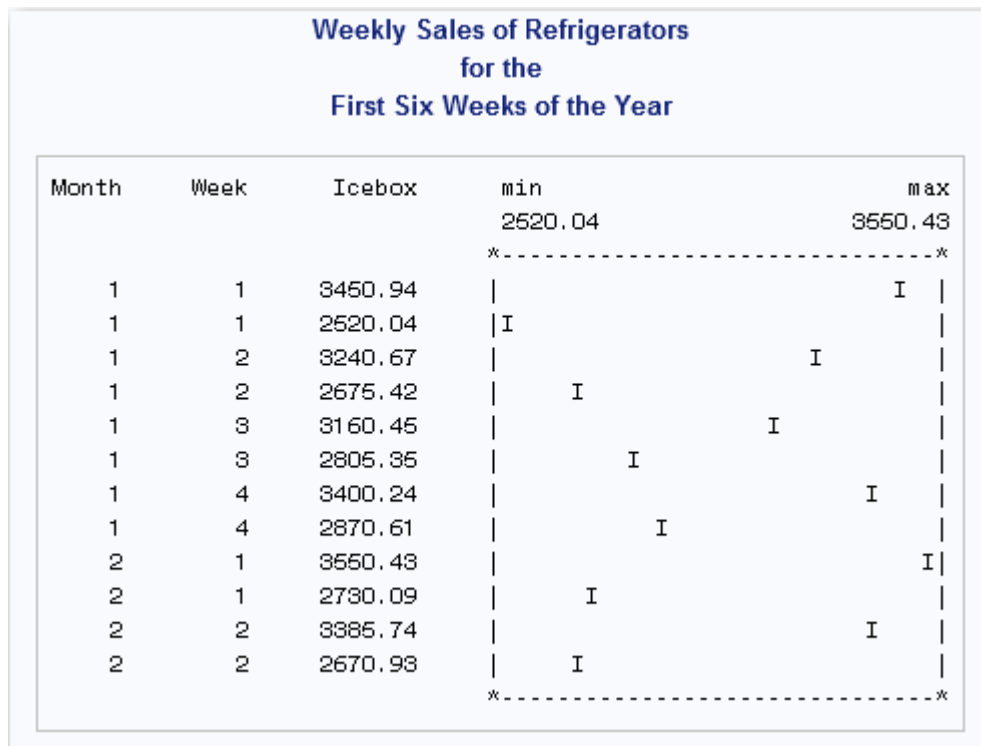 Weekly Sales of Refrigerators
for the
First Six Weeks of the Year
Month Week Icebox min max
2520.04 3550.43
*-------------------------------*
1 1 3450.94 | I |
1 1 2520.04 |I |
1 2 3240.67 | I |
1 2 2675.42 | I |
1 3 3160.45 | I |
1 3 2805.35 | I |
1 4 3400.24 | I |
1 4 2870.61 | I |
2 1 3550.43 | I|
2 1 2730.09 | I |
2 2 3385.74 | I |
2 2 2670.93 | I |
*-------------------------------*